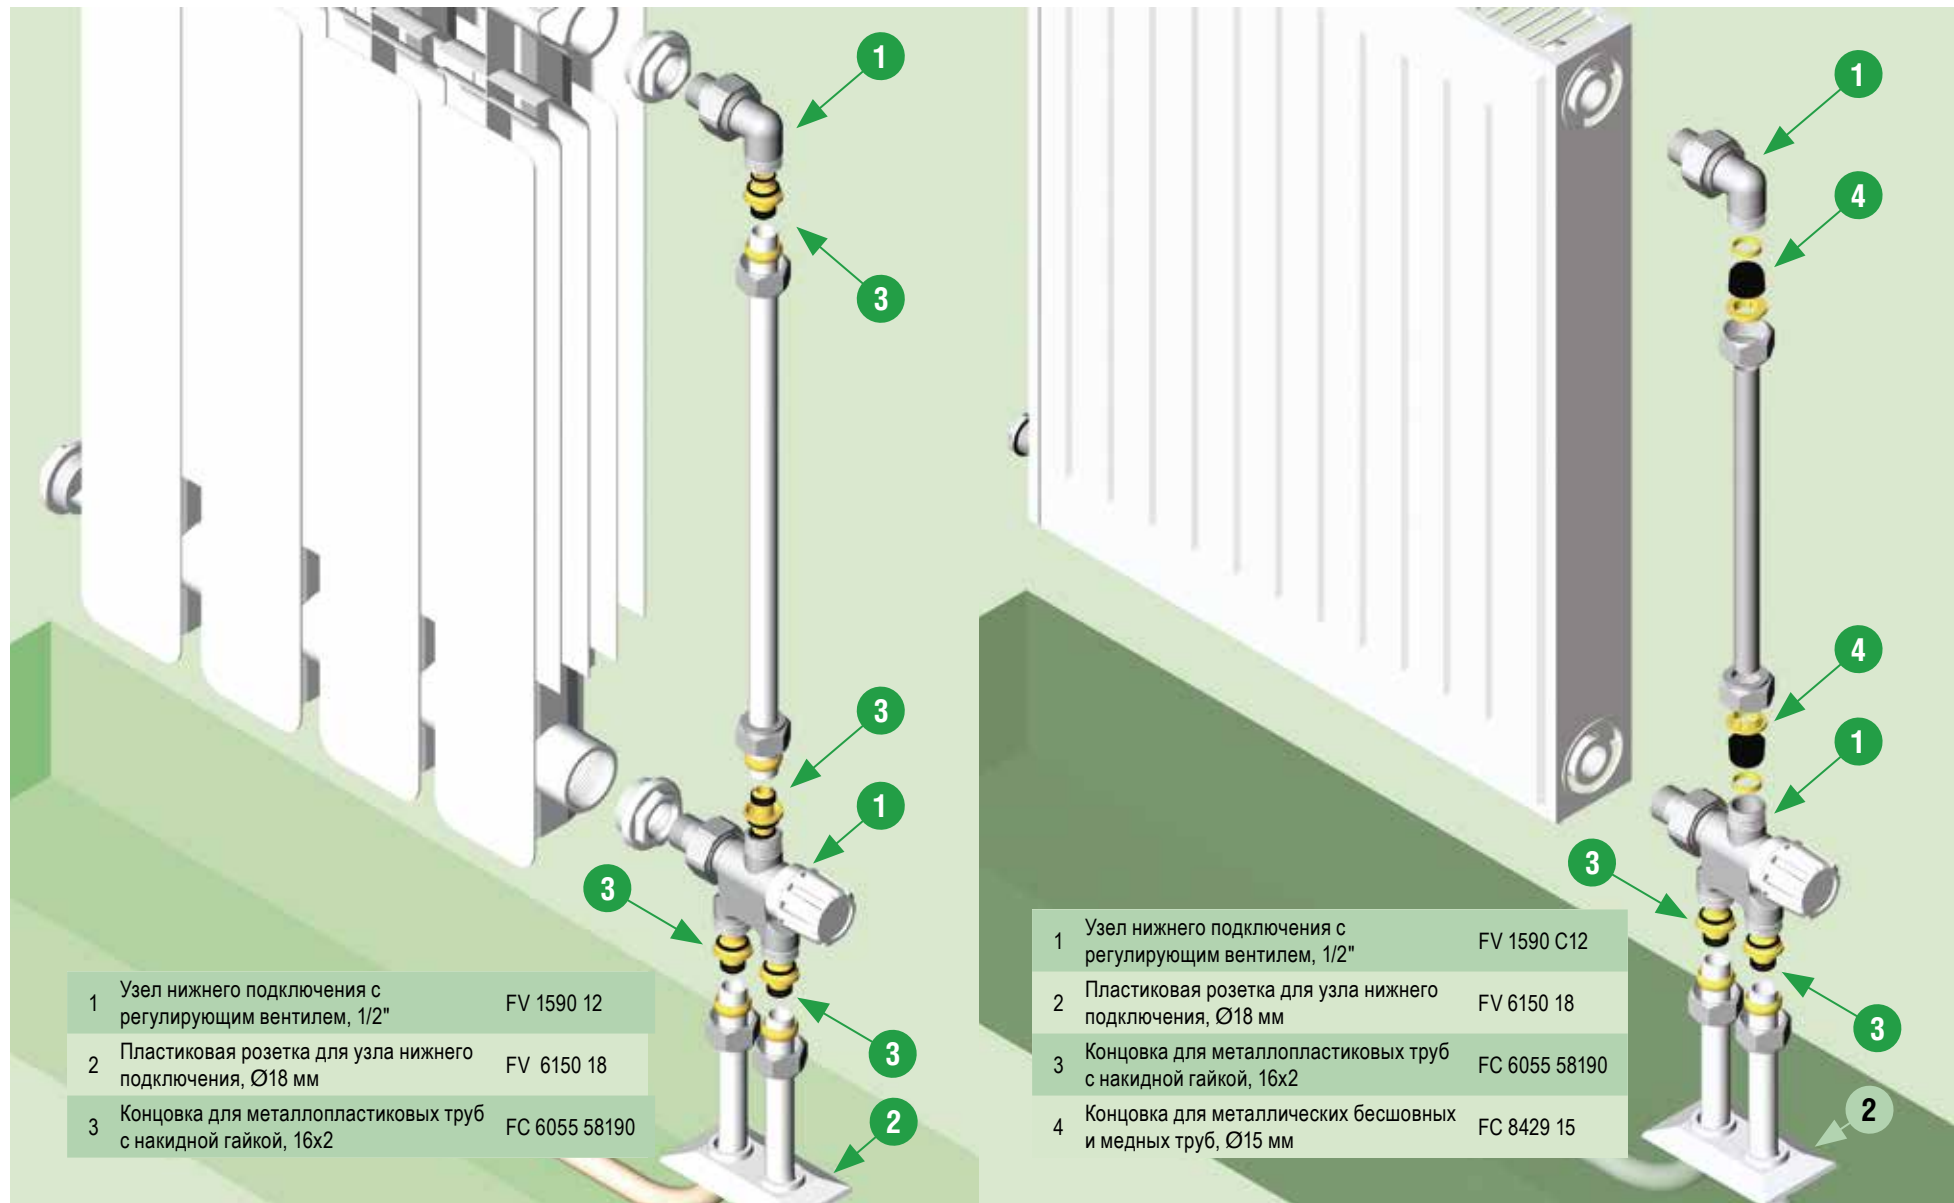 1
3
3
1
3
3
2
1 Узел нижнего подключения с
регулирующим вентилем, 1/2" FV 1590 12
2 Пластиковая розетка для узла нижнего
подключения, Ø18 мм FV 6150 18
3 Концовка для металлопластиковых труб
с накидной гайкой, 16x2 FC 6055 58190
1
4
4
1
3
3
2
1 Узел нижнего подключения с
регулирующим вентилем, 1/2" FV 1590 C12
2 Пластиковая розетка для узла нижнего
подключения, Ø18 мм FV 6150 18
3 Концовка для металлопластиковых труб
с накидной гайкой, 16x2 FC 6055 58190
4 Концовка для металлических бесшовных
и медных труб, Ø15 мм FC 8429 15